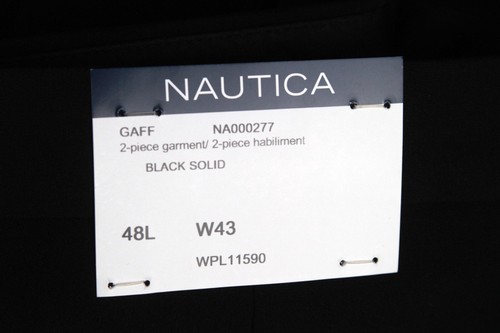 NAUTICA
GAFF NA000277
2-piece garment/ 2-piece habiliment
BLACK SOLID
48L W43
WPL11590